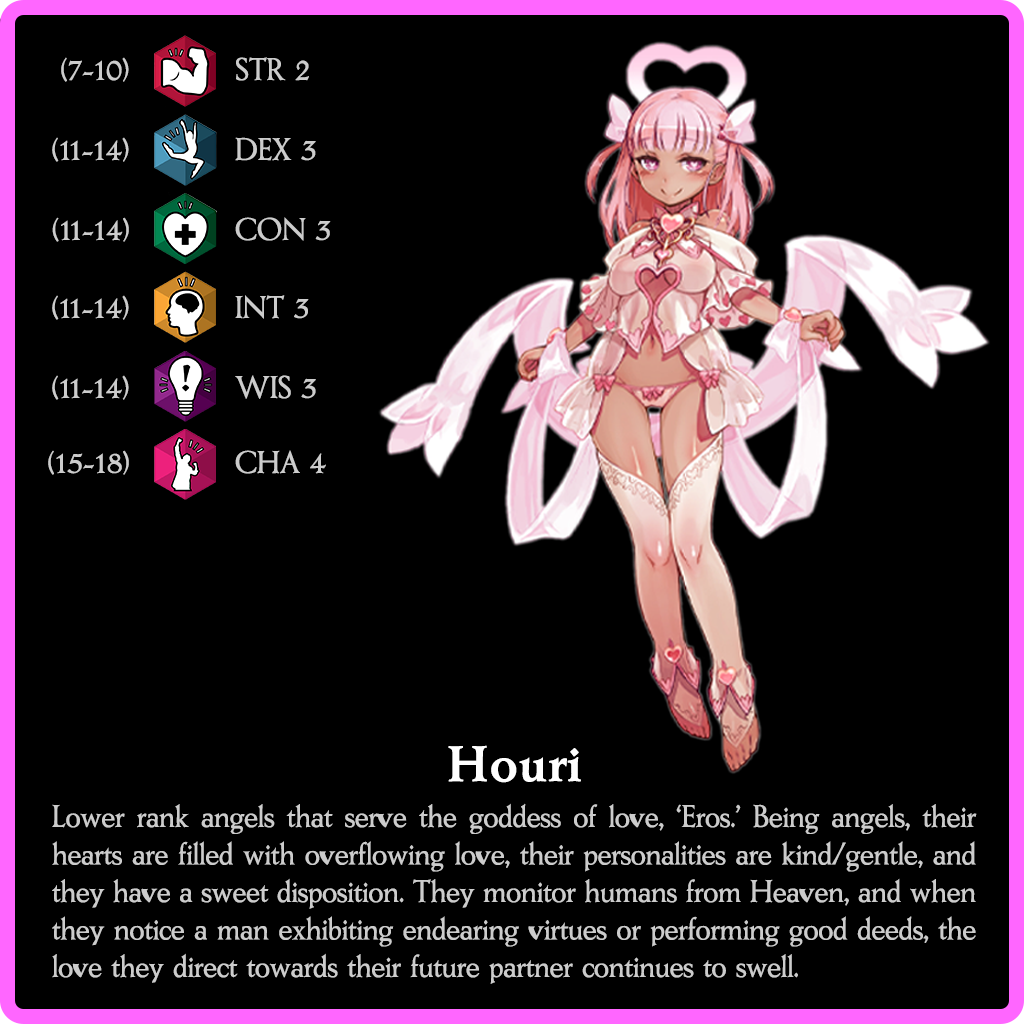 (7-10) STR 2
(11-14) DEX 3
(11-14) CON 3
(11-14) INT 3
(11-14) WIS 3
(15-18) CHA 4
Houri
Lower rank angels that serve the goddess of love, ‘Eros.’ Being angels, their
hearts are filled with overflowing love, their personalities are kind/gentle, and
they have a sweet disposition. They monitor humans from Heaven, and when
they notice a man exhibiting endearing virtues or performing good deeds, the
love they direct towards their future partner continues to swell.